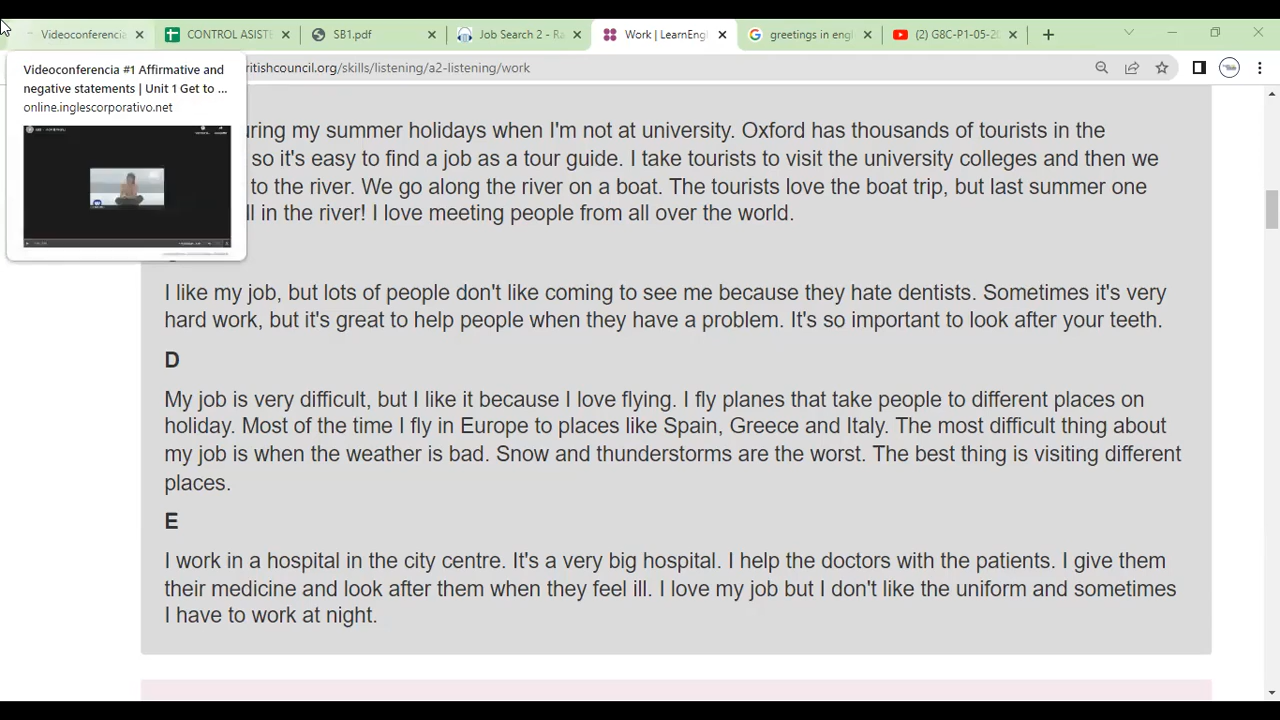 Videoconferencia
CONTROL ASISTE
SB1.pdf
Job Search 2 - Ra
Work | LearnEngl
greetings in engl
(2) G8C-P1-05-20
Videoconferencia #1 Affirmative and
negative statements | Unit 1 Get to ...
online.inglescorporativo.net
ritishcouncil.org/skills/listening/a2-listening/work
uring my summer holidays when I'm not at university. Oxford has thousands of tourists in the
so it's easy to find a job as a tour guide. I take tourists to visit the university colleges and then we
to the river. We go along the river on a boat. The tourists love the boat trip, but last summer one
ll in the river! I love meeting people from all over the world.
I like my job, but lots of people don't like coming to see me because they hate dentists. Sometimes it's very
hard work, but it's great to help people when they have a problem. It's so important to look after your teeth.
D
My job is very difficult, but I like it because I love flying. I fly planes that take people to different places on
holiday. Most of the time I fly in Europe to places like Spain, Greece and Italy. The most difficult thing about
my job is when the weather is bad. Snow and thunderstorms are the worst. The best thing is visiting different
places.
E
I work in a hospital in the city centre. It's a very big hospital. I help the doctors with the patients. I give them
their medicine and look after them when they feel ill. I love my job but I don't like the uniform and sometimes
I have to work at night.